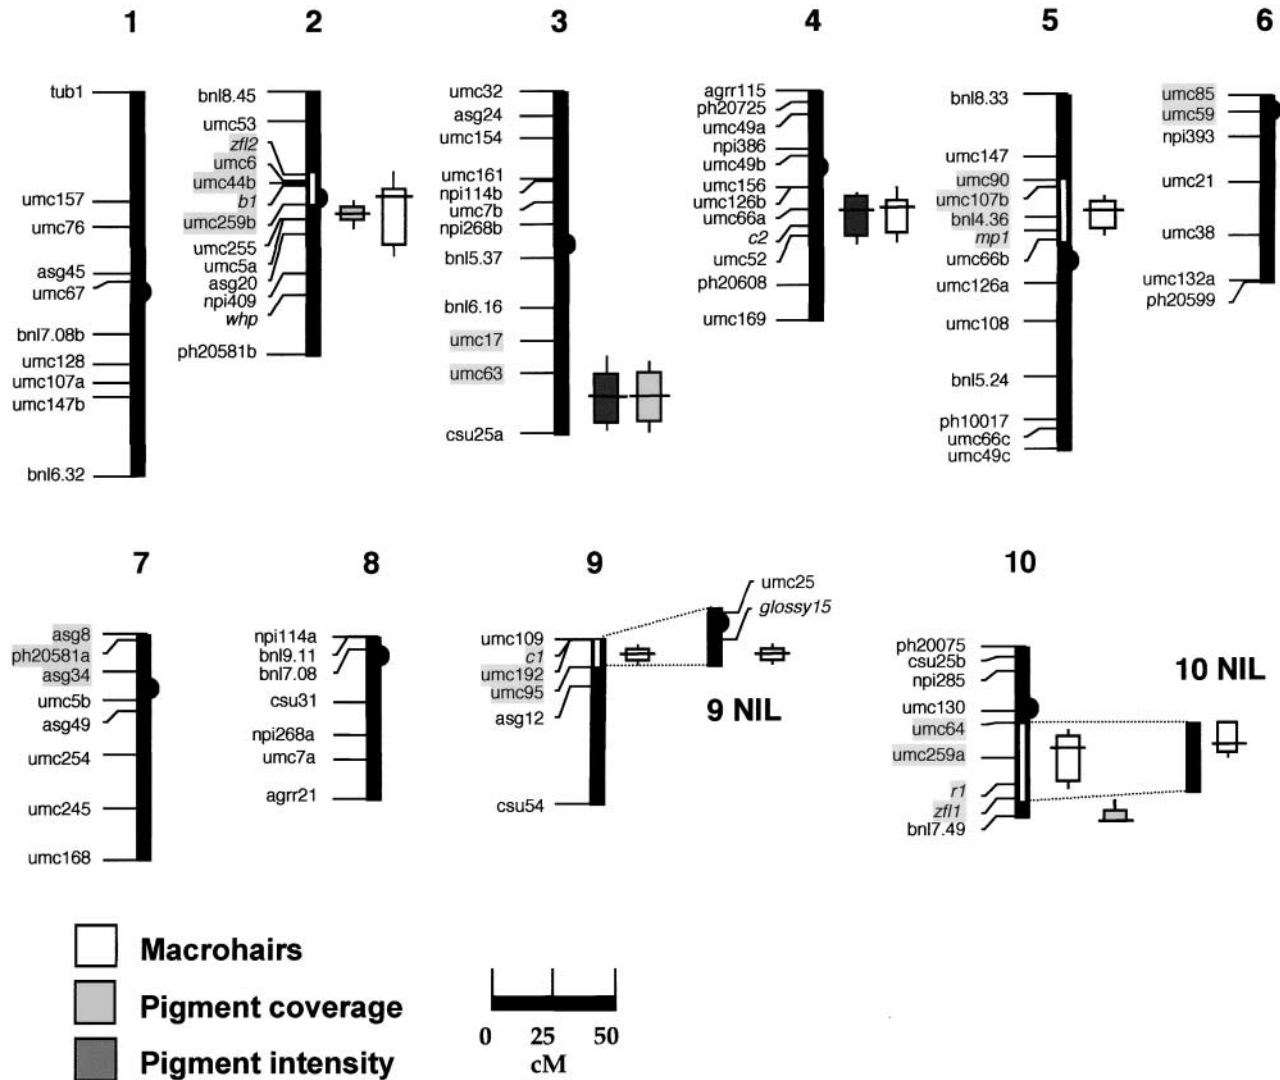 1
2
3
4
5
6
tub1
umc157
umc76
asg45
umc67
bnl7.08b
umc128
umc107a
umc147b
bnl6.32
bnl8.45
umc53
zfl2
umc6
umc44b
b1
umc259b
umc255
umc5a
asg20
npi409
whp
ph20581b
umc32
asg24
umc154
umc161
npi114b
umc7b
npi268b
bnl5.37
bnl6.16
umc17
umc63
csu25a
agrr115
ph20725
umc49a
npi386
umc49b
umc156
umc126b
umc66a
c2
umc52
ph20608
umc169
bnl8.33
umc147
umc90
umc107b
bnl4.36
mp1
umc66b
umc126a
umc108
bnl5.24
ph10017
umc66c
umc49c
umc85
umc59
npi393
umc21
umc38
umc132a
ph20599
7
8
9
10
asg8
ph20581a
asg34
umc5b
asg49
umc254
umc245
umc168
npi114a
bnl9.11
bnl7.08
csu31
npi268a
umc7a
agrr21
umc109
c1
umc192
umc95
asg12
csu54
umc25
glossy15
9 NIL
ph20075
csu25b
npi285
umc130
umc64
umc259a
r1
zfl1
bnl7.49
10 NIL
Macrohairs
Pigment coverage
Pigment intensity
0 25 50
cM